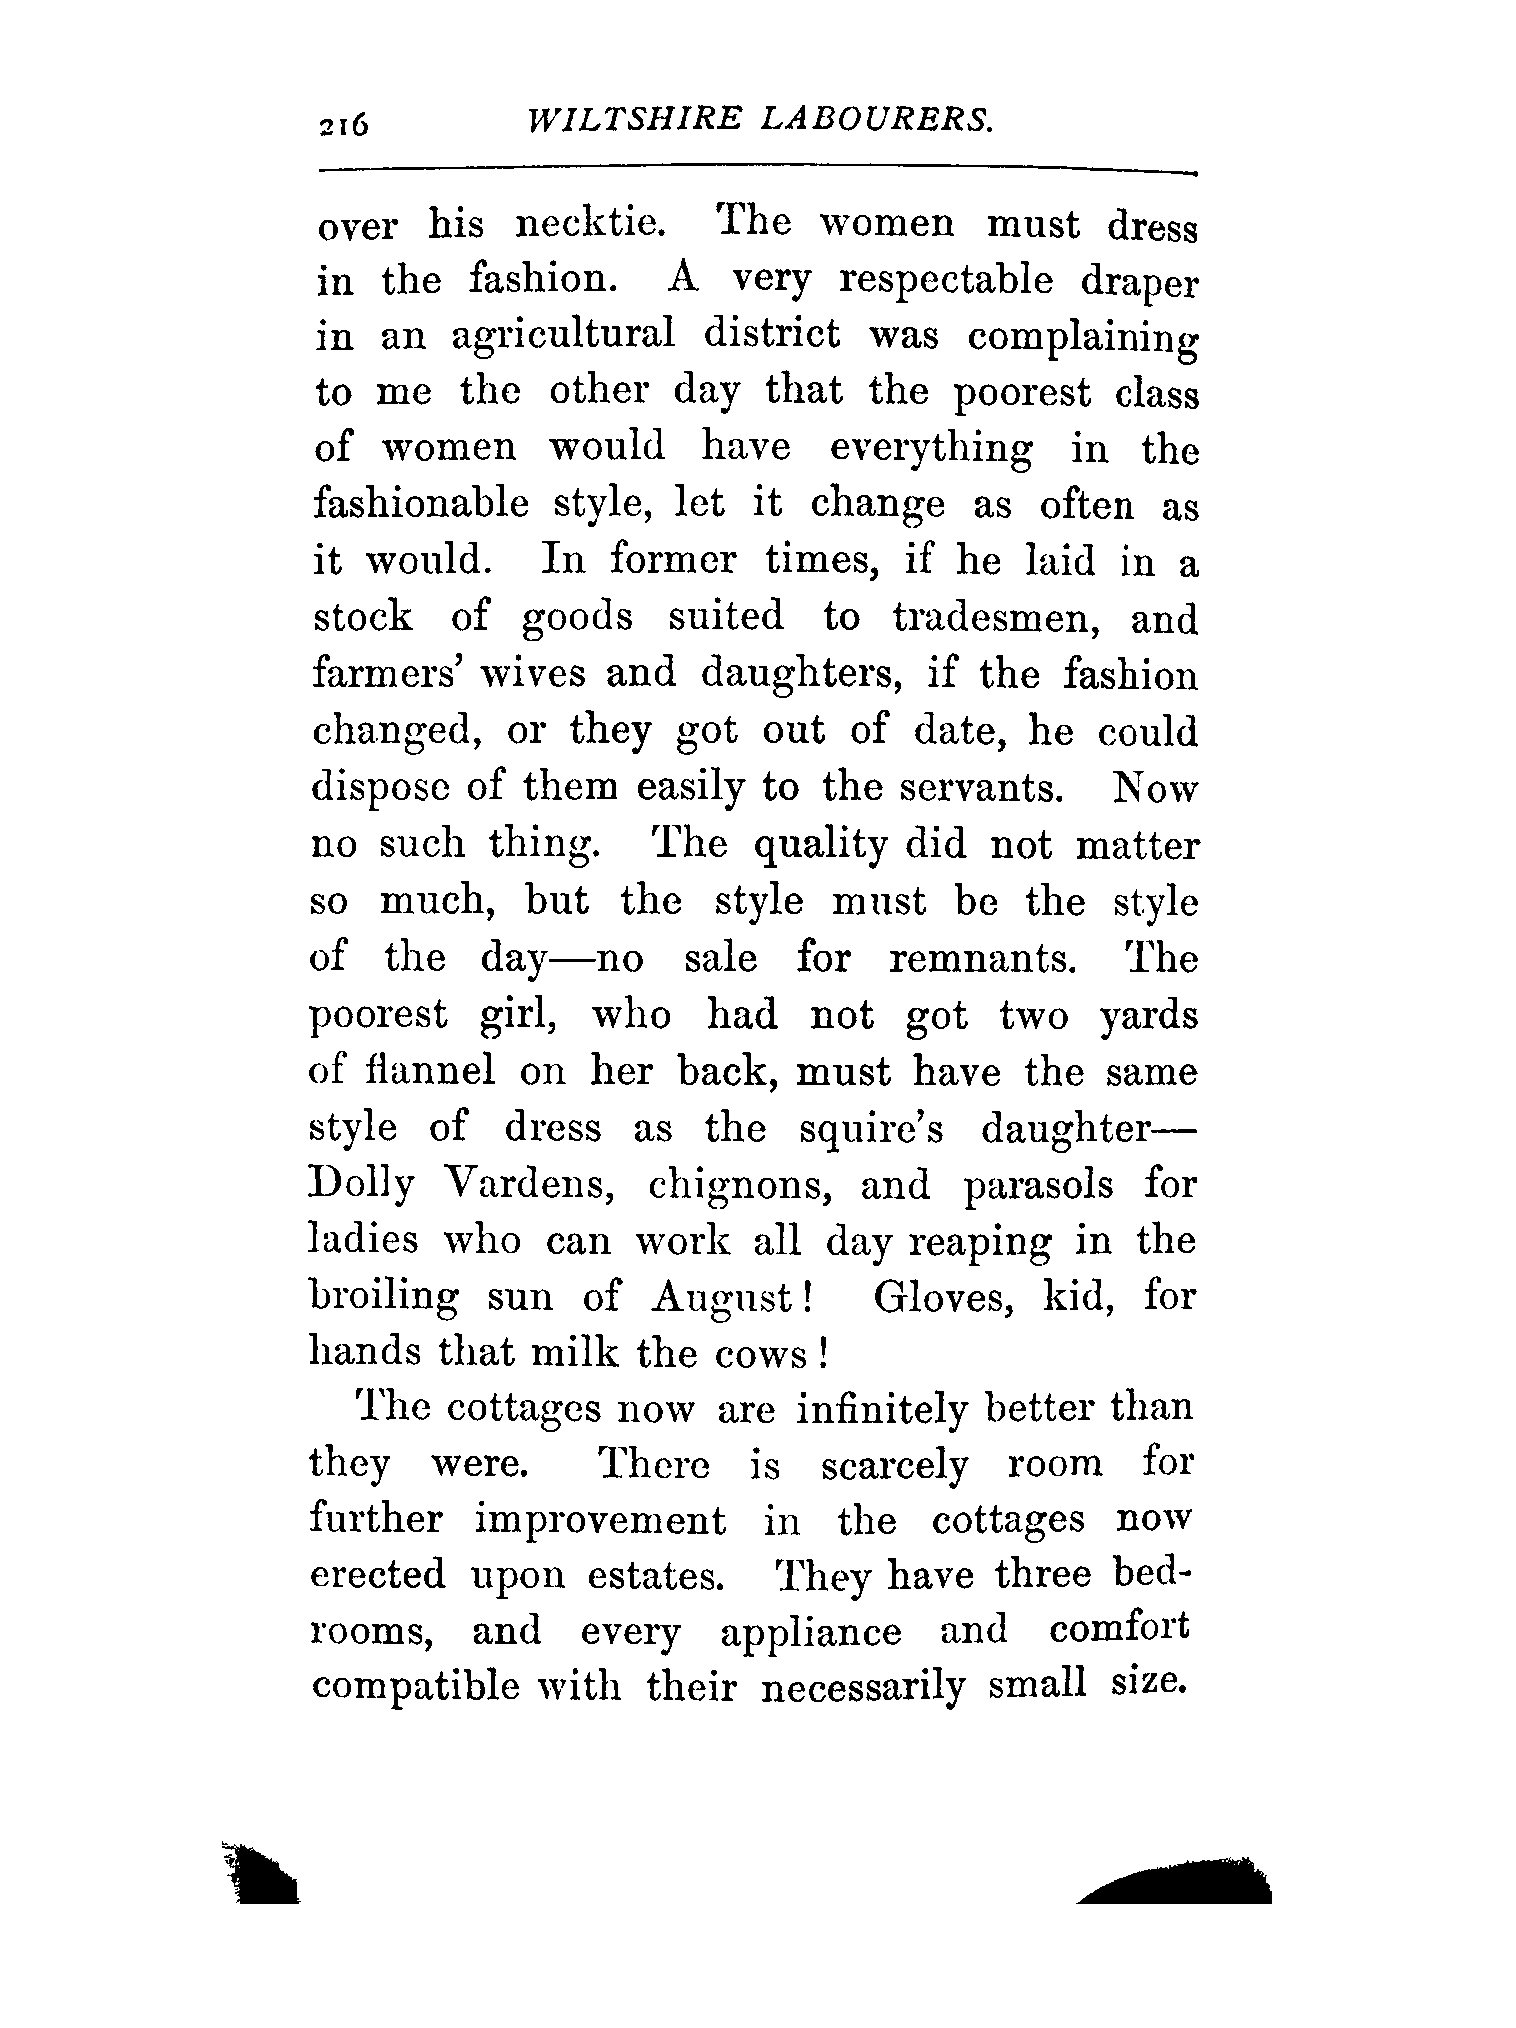 216 WILTSHIRE LABOURERS.
over his necktie. The women must dress
in the fashion. A very respectable draper
in an agricultural district was complaining
to me the other day that the poorest class
of women would have everything in the
fashionable style, let it change as often as
it would. In former times, if he laid in a
stock of goods suited to tradesmen, and
farmers' wives and daughters, if the fashion
changed, or they got out of date, he could
dispose of them easily to the servants. Now
no such thing. The quality did not matter
so much, but the style must be the style
of the day—no sale for remnants. The
poorest girl, who had not got two yards
of flannel on her back, must have the same
style of dress as the squire's daughter—
Dolly Vardens, chignons, and parasols for
ladies who can work all day reaping in the
broiling sun of August! Gloves, kid, for
hands that milk the cows!
The cottages now are infinitely better than
they were. There is scarcely room for
further improvement in the cottages now
erected upon estates. They have three bed-
rooms, and every appliance and comfort
compatible with their necessarily small size.